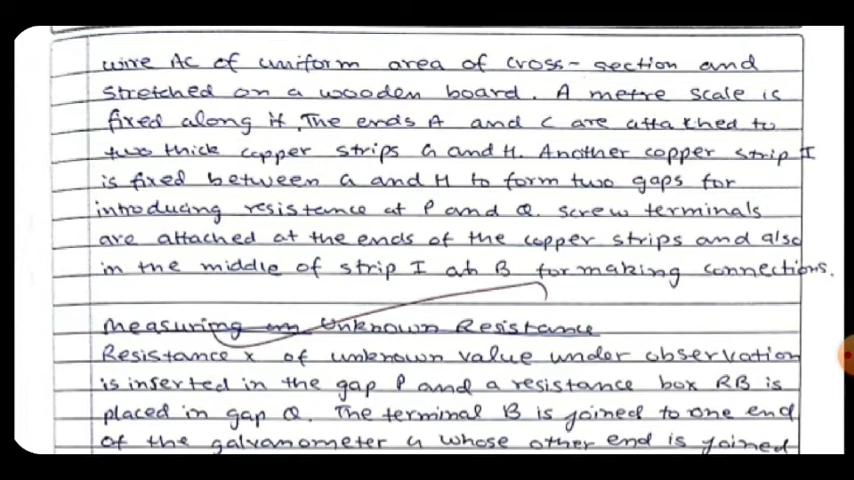 wire AC of uniform area of cross-section and
stretched on a wooden board. A metre scale is
fixed along it. The ends A and C are attached to
two thick copper strips G and H. Another copper strip I
is fixed between G and H to form two gaps for
introducing resistance at P and Q. screw terminals
are attached at the ends of the copper strips and also
in the middle of strip I at B for making connections.
Measuring an Unknown Resistance
Resistance x of unknown value under observation
is inserted in the gap P and a resistance box RB is
placed in gap Q. The terminal B is joined to one end
of the galvanometer G whose other end is joined